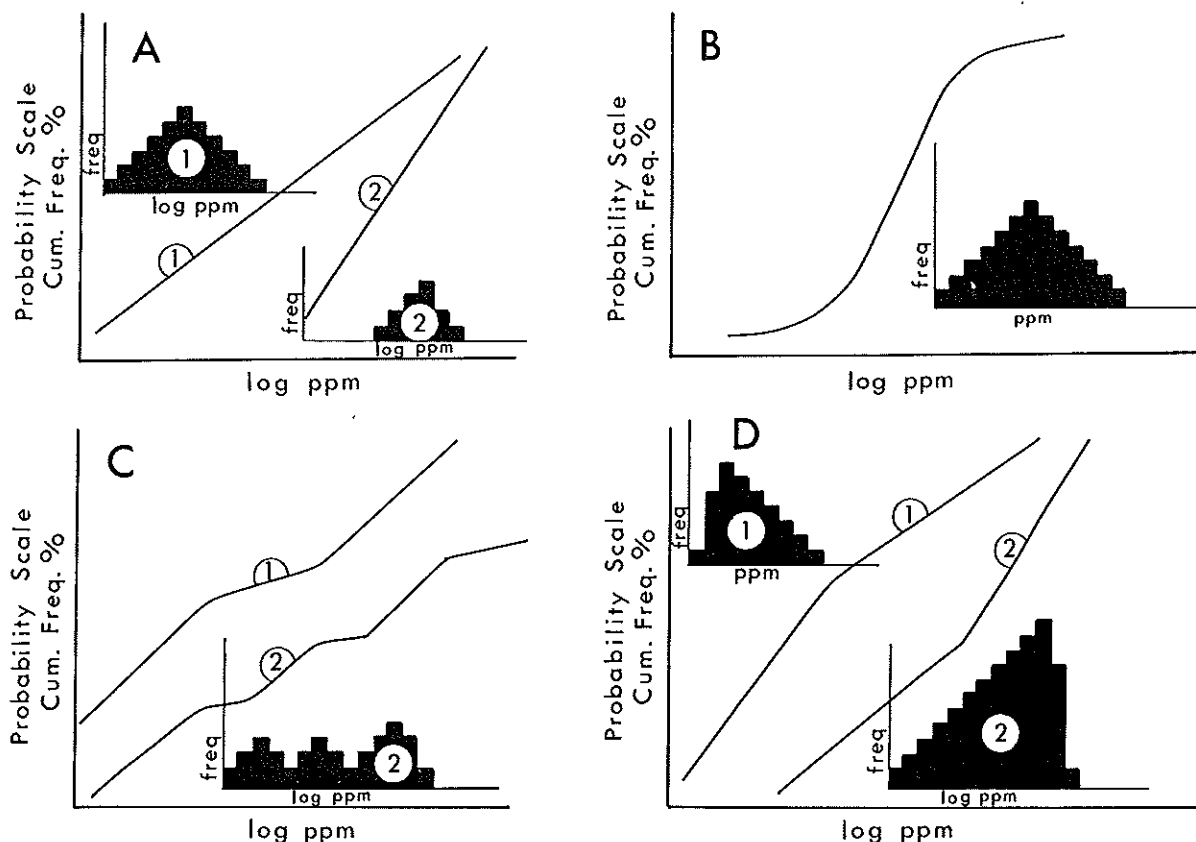 A
Probability Scale
Cum. Freq. %
freq
1
log ppm
1
2
freq
2
log ppm
log ppm
B
Probability Scale
Cum. Freq. %
freq
ppm
log ppm
C
Probability Scale
Cum. Freq. %
1
2
freq
2
log ppm
log ppm
D
Probability Scale
Cum. Freq. %
freq
1
ppm
1
2
freq
2
log ppm
log ppm